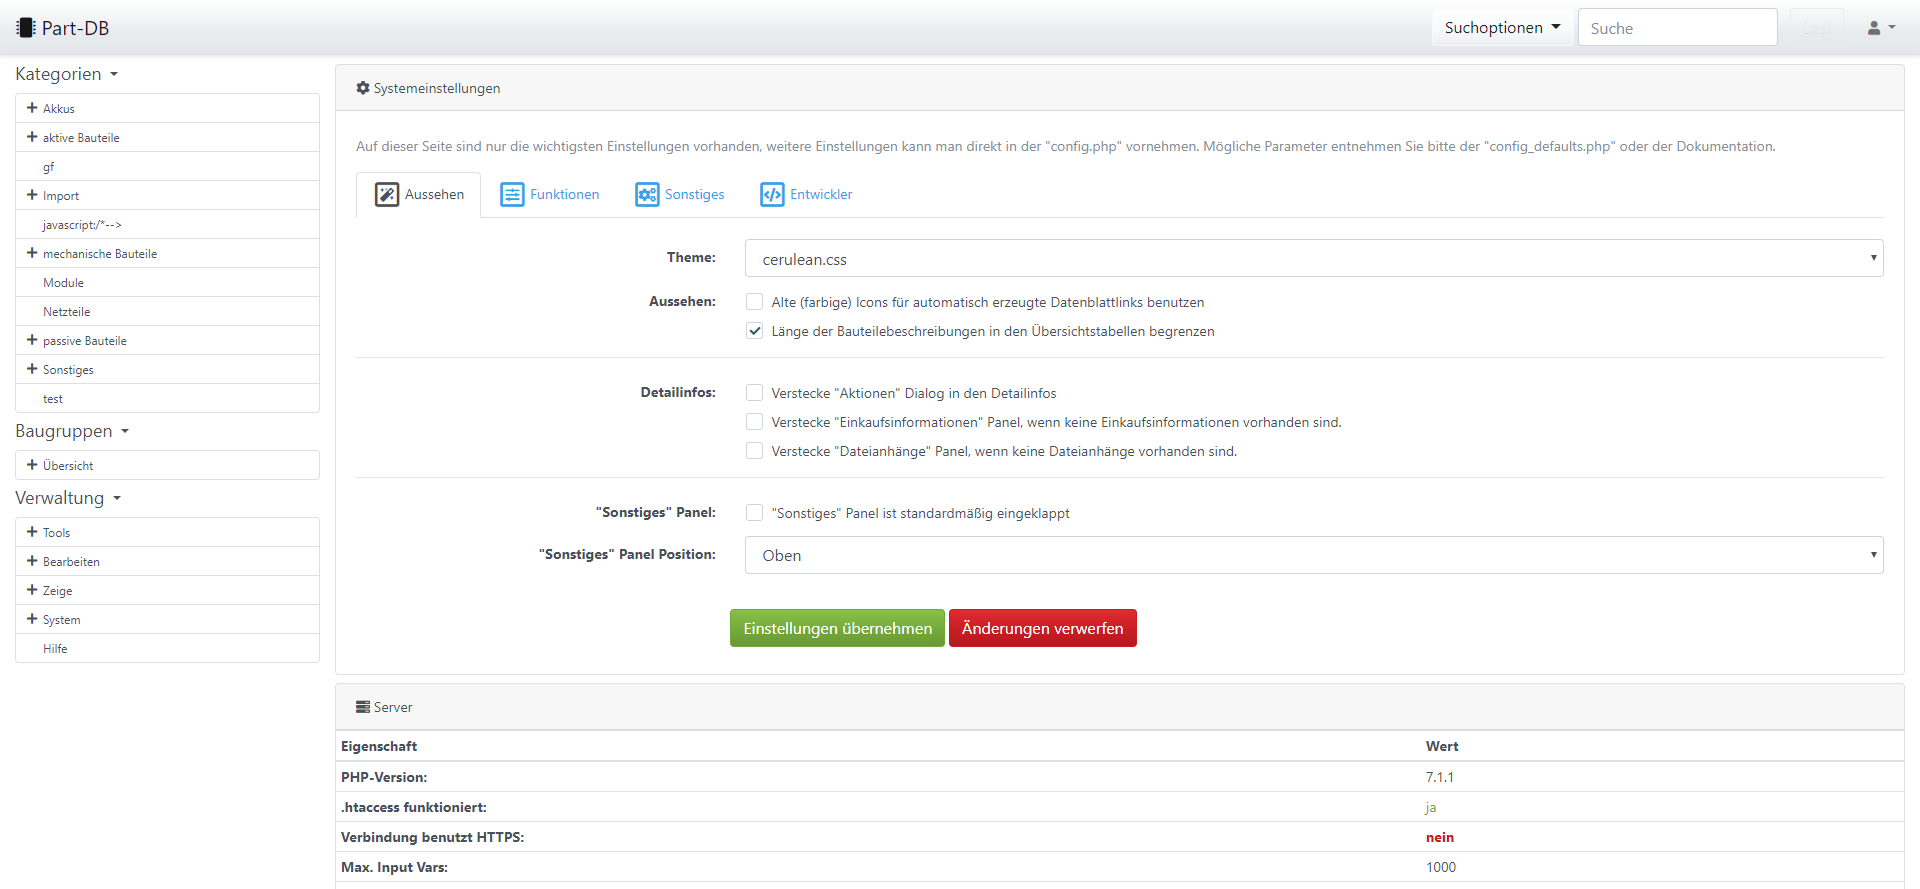 Part-DB
Suchoptionen
Suche
Kategorien
Akkus
aktive Bauteile
gf
Import
javascript:/*-->
mechanische Bauteile
Module
Netzteile
passive Bauteile
Sonstiges
test
Baugruppen
Übersicht
Verwaltung
Tools
Bearbeiten
Zeige
System
Hilfe
Systemeinstellungen
Auf dieser Seite sind nur die wichtigsten Einstellungen vorhanden, weitere Einstellungen kann man direkt in der "config.php" vornehmen. Mögliche Parameter entnehmen Sie bitte der "config_defaults.php" oder der Dokumentation.
Aussehen Funktionen Sonstiges Entwickler
Theme: cerulean.css
Aussehen: Alte (farbige) Icons für automatisch erzeugte Datenblattlinks benutzen
Länge der Bauteilebeschreibungen in den Übersichtstabellen begrenzen
Detailinfos: Verstecke "Aktionen" Dialog in den Detailinfos
Verstecke "Einkaufsinformationen" Panel, wenn keine Einkaufsinformationen vorhanden sind.
Verstecke "Dateianhänge" Panel, wenn keine Dateianhänge vorhanden sind.
"Sonstiges" Panel: "Sonstiges" Panel ist standardmäßig eingeklappt
"Sonstiges" Panel Position: Oben
Einstellungen übernehmen Änderungen verwerfen
Server
Eigenschaft Wert
PHP-Version: 7.1.1
.htaccess funktioniert: ja
Verbindung benutzt HTTPS: nein
Max. Input Vars: 1000